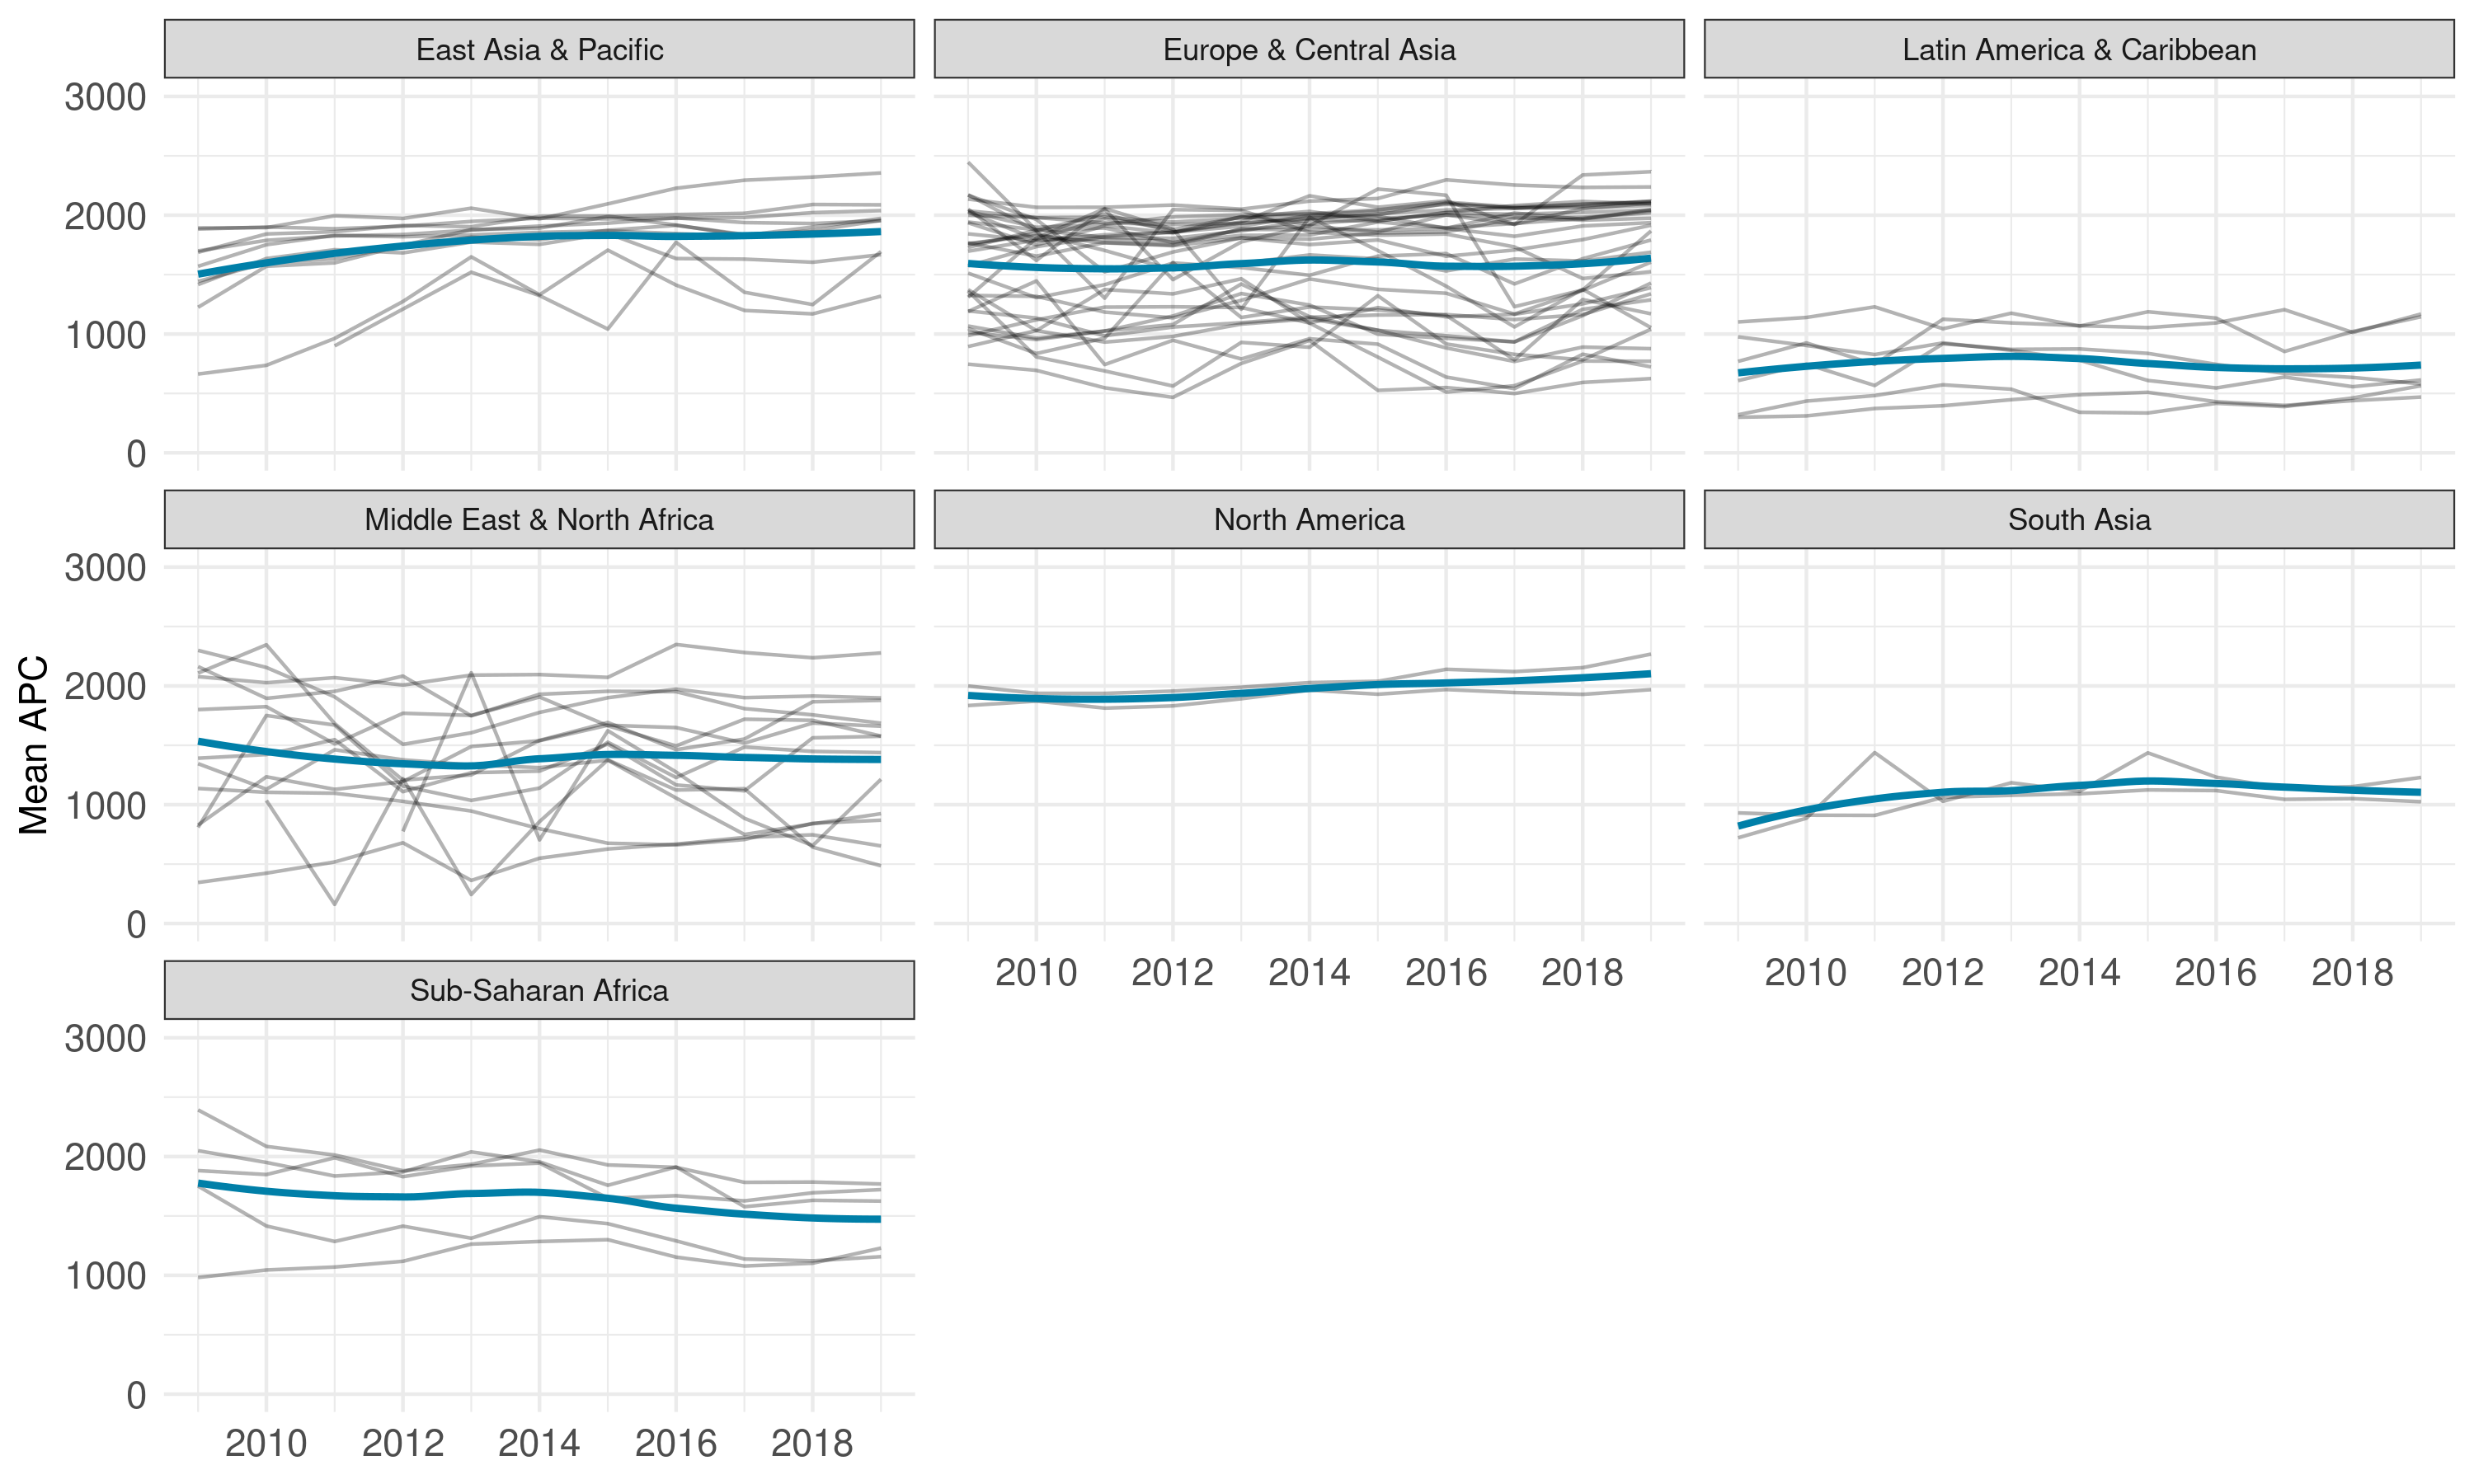 East Asia & Pacific
Europe & Central Asia
Latin America & Caribbean
3000
2000
1000
0
Middle East & North Africa
North America
South Asia
3000
2000
1000
0
Mean APC
2010 2012 2014 2016 2018
2010 2012 2014 2016 2018
Sub-Saharan Africa
3000
2000
1000
0
2010 2012 2014 2016 2018